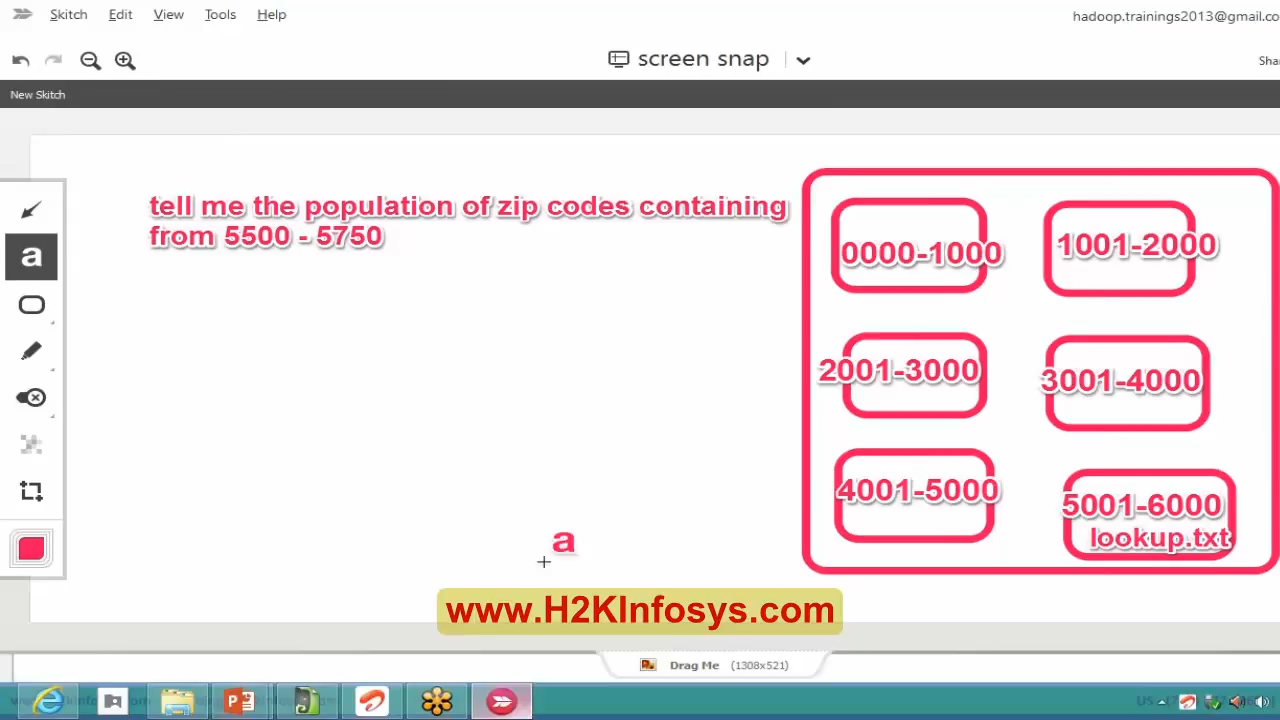 Skitch Edit View Tools Help
hadoop.trainings2013@gmail.co
screen snap
Sha
New Skitch
tell me the population of zip codes containing
from 5500 - 5750
a
0000-1000
1001-2000
2001-3000
3001-4000
4001-5000
5001-6000
lookup.txt
a
www.H2KInfosys.com
Drag Me (1308x521)